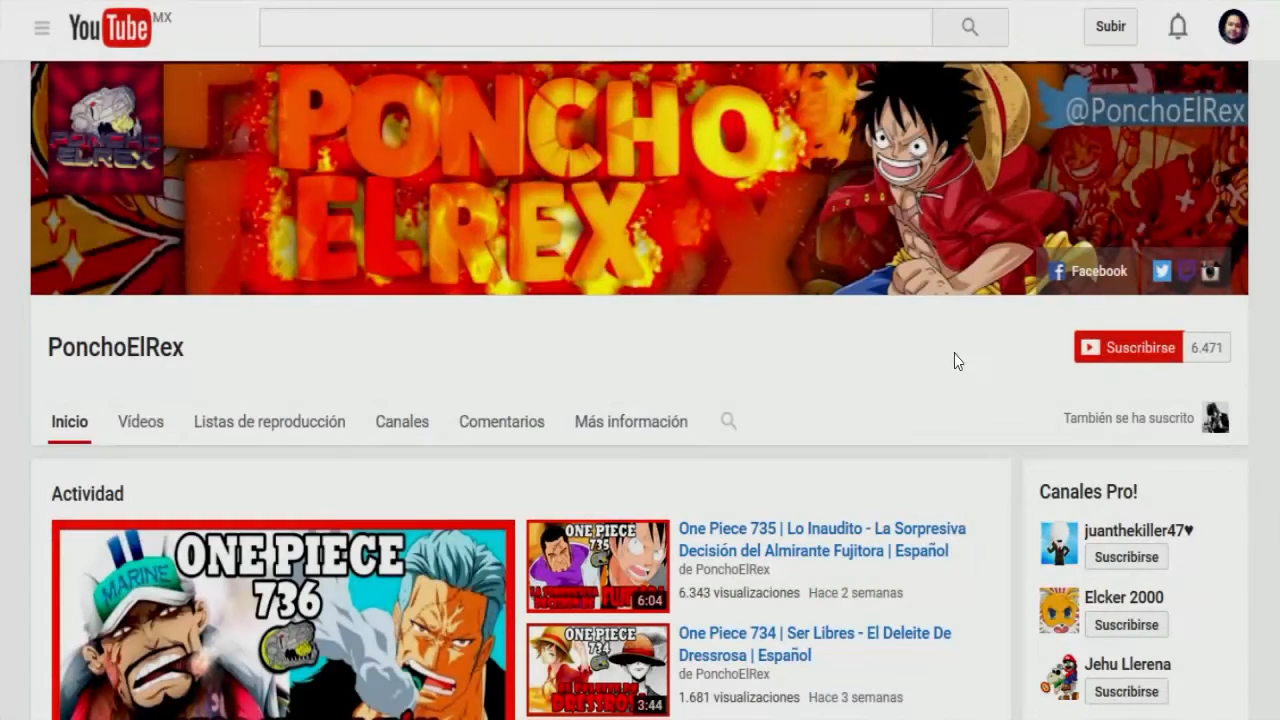 YouTube MX
Subir
PONCHO
ELREX
PONCHO
ELREX
@PonchoElRex
Facebook
PonchoElRex
Suscribirse 6.471
Inicio Vídeos Listas de reproducción Canales Comentarios Más información
También se ha suscrito
Actividad
MARINE
ONE PIECE
736
ONE PIECE
735
6:04
One Piece 735 | Lo Inaudito - La Sorpresiva
Decisión del Almirante Fujitora | Español
de PonchoElRex
6.343 visualizaciones Hace 2 semanas
ONE PIECE
734
3:44
One Piece 734 | Ser Libres - El Deleite De
Dressrosa | Español
de PonchoElRex
1.681 visualizaciones Hace 3 semanas
Canales Pro!
juanthekiller47♥
Suscribirse
Elcker 2000
Suscribirse
Jehu Llerena
Suscribirse